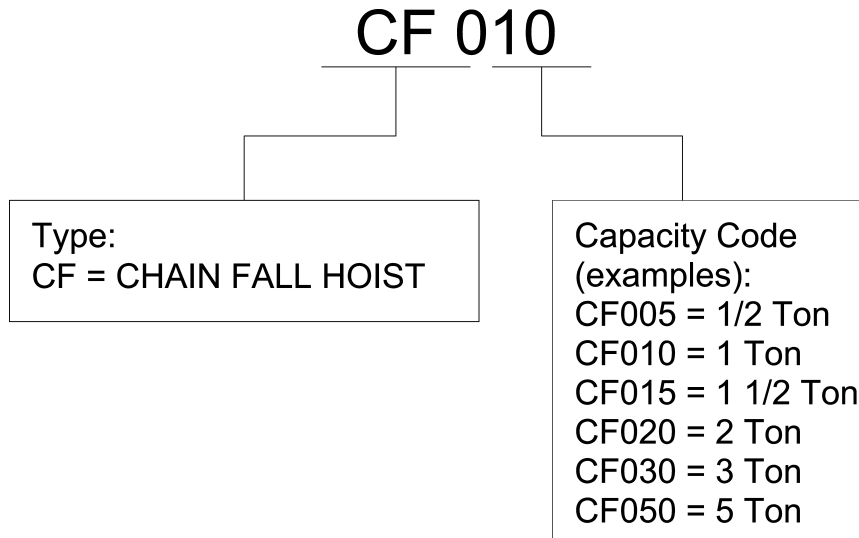 CF 010
Type:
CF = CHAIN FALL HOIST
Capacity Code
(examples):
CF005 = 1/2 Ton
CF010 = 1 Ton
CF015 = 1 1/2 Ton
CF020 = 2 Ton
CF030 = 3 Ton
CF050 = 5 Ton